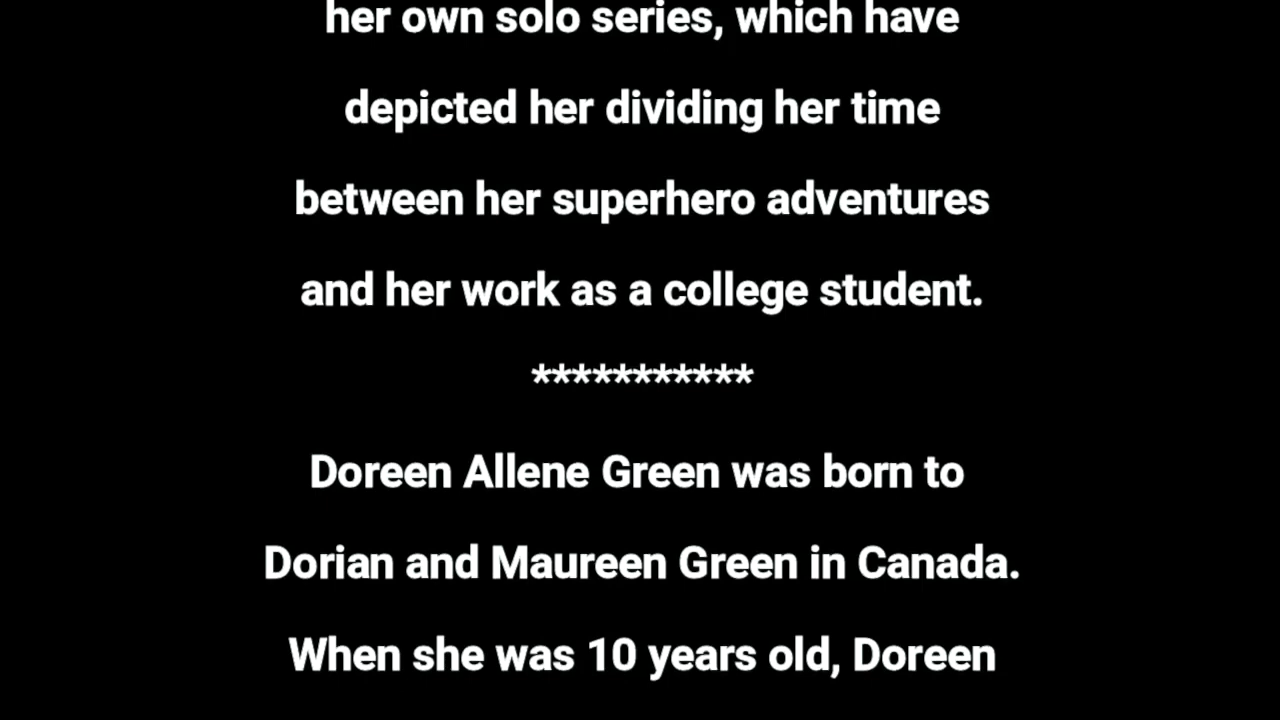 her own solo series, which have
depicted her dividing her time
between her superhero adventures
and her work as a college student.
***********
Doreen Allene Green was born to
Dorian and Maureen Green in Canada.
When she was 10 years old, Doreen